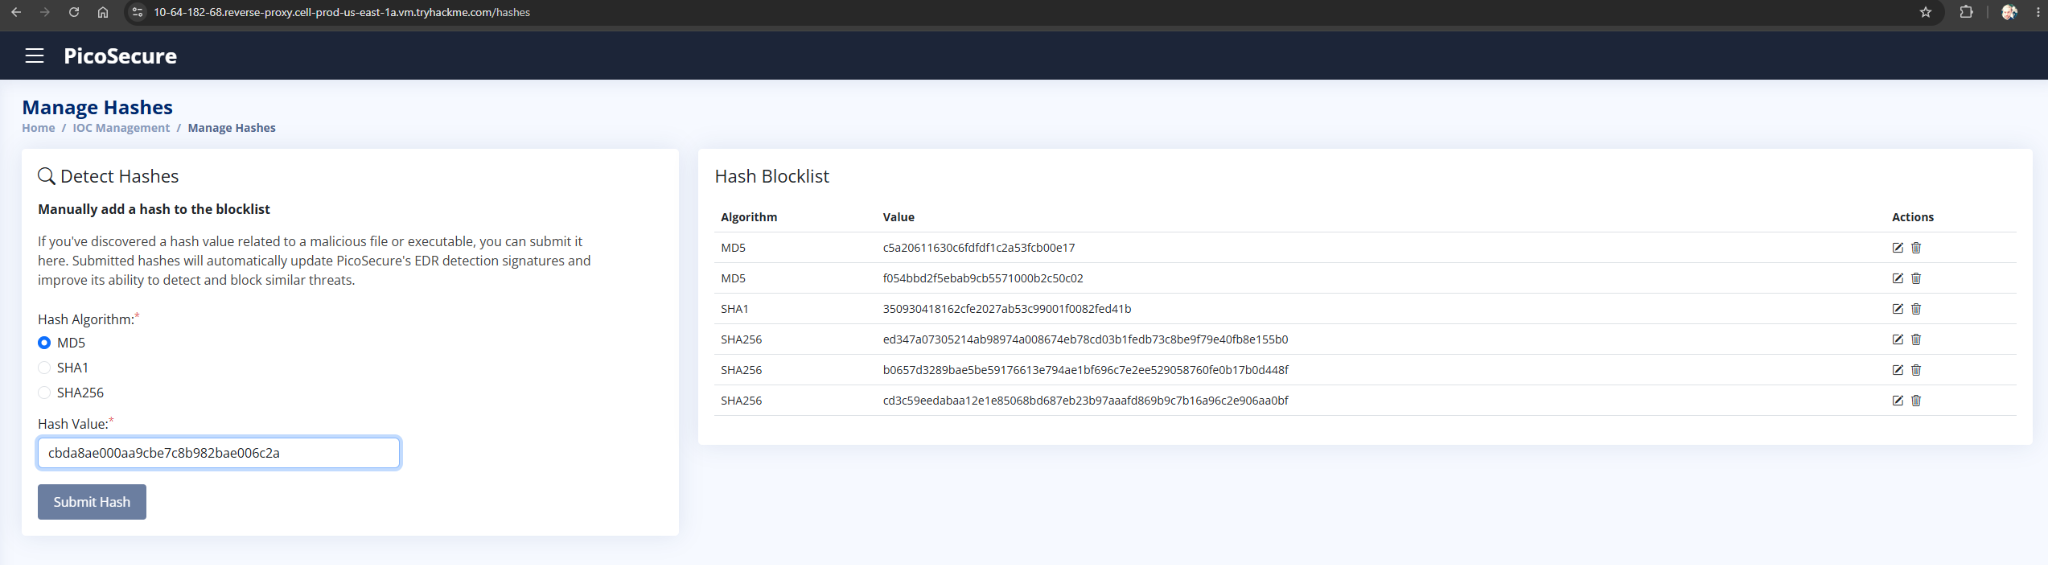 10-64-182-68.reverse-proxy.cell-prod-us-east-1a.vm.tryhackme.com/hashes
PicoSecure
Manage Hashes
Home / IOC Management / Manage Hashes
Detect Hashes
Manually add a hash to the blocklist
If you've discovered a hash value related to a malicious file or executable, you can submit it
here. Submitted hashes will automatically update PicoSecure's EDR detection signatures and
improve its ability to detect and block similar threats.
Hash Algorithm:*
MD5
SHA1
SHA256
Hash Value:*
cbda8ae000aa9cbe7c8b982bae006c2a
Submit Hash
Hash Blocklist
Algorithm Value Actions
MD5 c5a20611630c6fdfdf1c2a53fcb00e17
MD5 f054bbd2f5ebab9cb5571000b2c50c02
SHA1 350930418162cfe2027ab53c99001f0082fed41b
SHA256 ed347a07305214ab98974a008674eb78cd03b1fedb73c8be9f79e40fb8e155b0
SHA256 b0657d3289bae5be59176613e794ae1bf696c7e2ee529058760fe0b17b0d448f
SHA256 cd3c59eedabaa12e1e85068bd687eb23b97aaafd869b9c7b16a96c2e906aa0bf